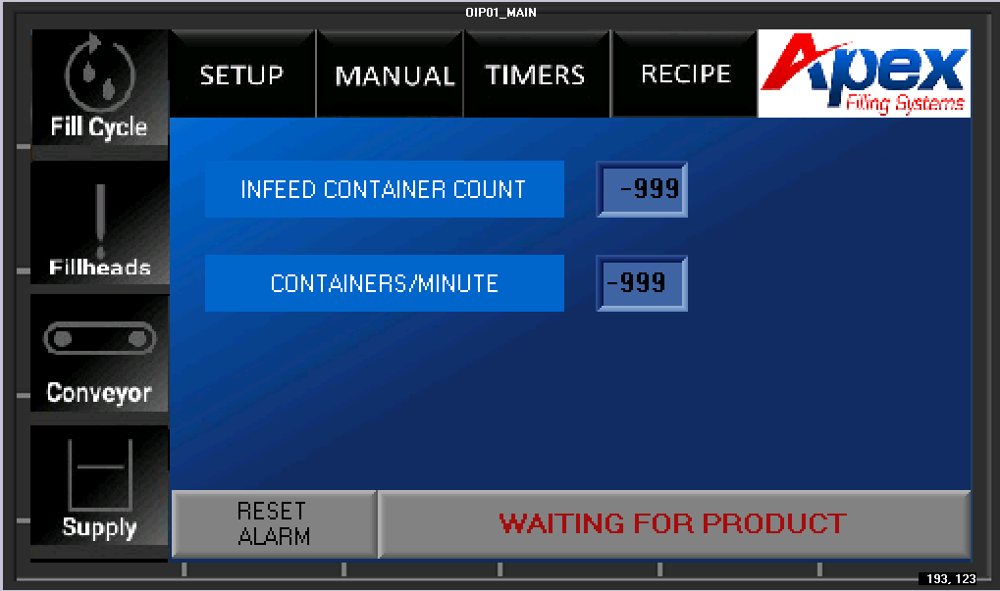 OIP01_MAIN
Fill Cycle
SETUP
MANUAL
TIMERS
RECIPE
Apex
Filing Systems
INFEED CONTAINER COUNT
-999
Fillheads
CONTAINERS/MINUTE
-999
Conveyor
Supply
RESET
ALARM
WAITING FOR PRODUCT
193, 123